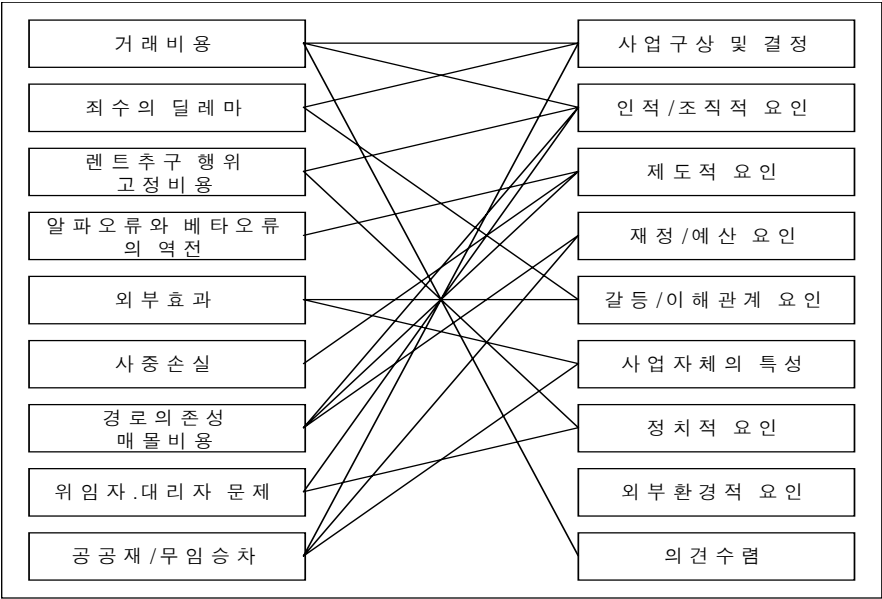 거래비용
사업구상 및 결정
죄수의 딜레마
인적/조직적 요인
렌트추구 행위
고정비용
제도적 요인
알파오류와 베타오류
의 역전
재정/예산 요인
외부효과
갈등/이해관계 요인
사중손실
사업자체의 특성
경로의존성
매몰비용
정치적 요인
위임자.대리자 문제
외부환경적 요인
공공재/무임승차
의견수렴